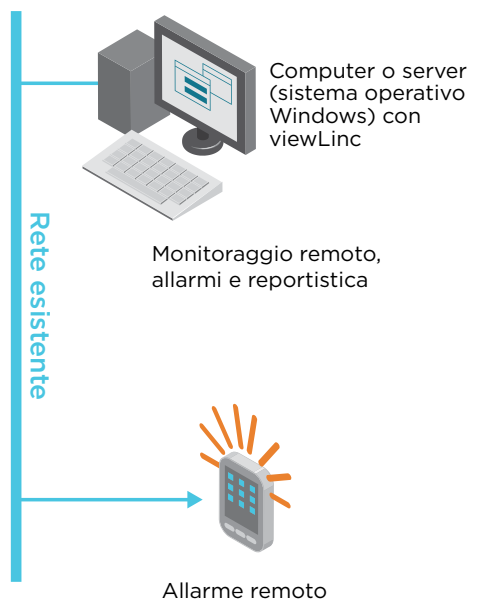 Computer o server
(sistema operativo
Windows) con
viewLinc
Monitoraggio remoto,
allarmi e reportistica
Rete esistente
Allarme remoto